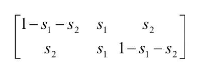 1-s₁-s₂ s₁ s₂
s₂ s₁ 1-s₁-s₂